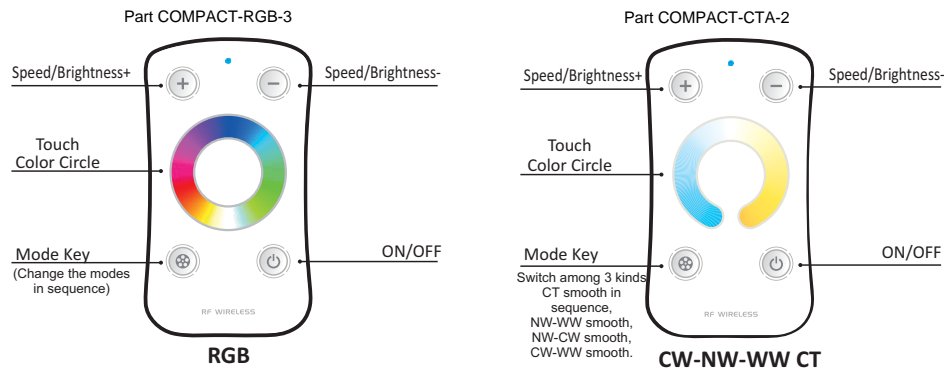 Part COMPACT-RGB-3
Speed/Brightness+
Speed/Brightness-
Touch
Color Circle
Mode Key
(Change the modes
in sequence)
ON/OFF
RF WIRELESS
RGB
Part COMPACT-CTA-2
Speed/Brightness+
Speed/Brightness-
Touch
Color Circle
Mode Key
Switch among 3 kinds
CT smooth in
sequence,
NW-WW smooth,
NW-CW smooth,
CW-WW smooth.
ON/OFF
RF WIRELESS
CW-NW-WW CT